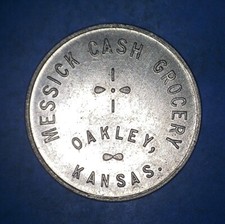 MESSICK CASH GROCERY
OAKLEY,
KANSAS.